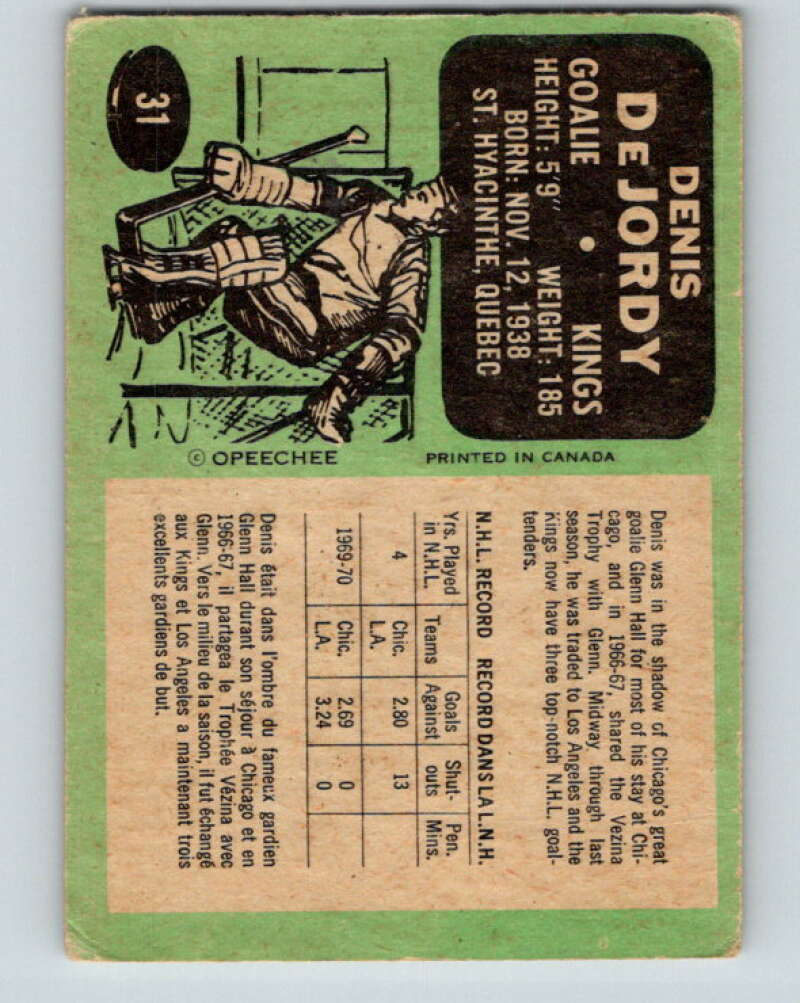 31
DENIS
DEJORDY
GOALIE • KINGS
HEIGHT: 5'9" WEIGHT: 185
BORN: NOV. 12, 1938
ST. HYACINTHE, QUEBEC
© OPEECHEE
PRINTED IN CANADA
Denis was in the shadow of Chicago's great
goalie Glenn Hall for most of his stay at Chi-
cago, and in 1966-67, shared the Vezina
Trophy with Glenn. Midway through last
season, he was traded to Los Angeles and the
Kings now have three top-notch N.H.L. goal-
tenders.
N.H.L. RECORD RECORD DANS LA L.N.H.
Yrs. Played Teams Goals Shut- Pen.
in N.H.L. Against outs Mins.
4 Chic. 2.80 13
L.A.
1969-70 Chic. 2.69 0
L.A. 3.24 0
Denis était dans l'ombre du fameux gardien
Glenn Hall durant son séjour à Chicago et en
1966-67, il partagea le Trophée Vézina avec
Glenn. Vers le milieu de la saison, il fut échangé
aux Kings et Los Angeles a maintenant trois
excellents gardiens de but.